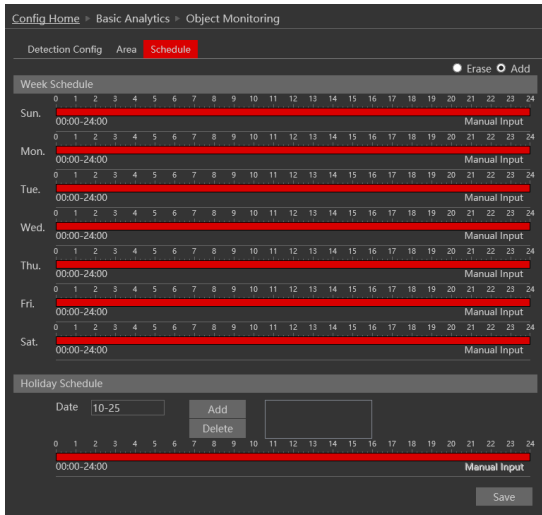 Config Home ▸ Basic Analytics ▸ Object Monitoring
Detection Config Area Schedule
Erase Add
Week Schedule
0 1 2 3 4 5 6 7 8 9 10 11 12 13 14 15 16 17 18 19 20 21 22 23 24
Sun.
00:00-24:00 Manual Input
0 1 2 3 4 5 6 7 8 9 10 11 12 13 14 15 16 17 18 19 20 21 22 23 24
Mon.
00:00-24:00 Manual Input
0 1 2 3 4 5 6 7 8 9 10 11 12 13 14 15 16 17 18 19 20 21 22 23 24
Tue.
00:00-24:00 Manual Input
0 1 2 3 4 5 6 7 8 9 10 11 12 13 14 15 16 17 18 19 20 21 22 23 24
Wed.
00:00-24:00 Manual Input
0 1 2 3 4 5 6 7 8 9 10 11 12 13 14 15 16 17 18 19 20 21 22 23 24
Thu.
00:00-24:00 Manual Input
0 1 2 3 4 5 6 7 8 9 10 11 12 13 14 15 16 17 18 19 20 21 22 23 24
Fri.
00:00-24:00 Manual Input
0 1 2 3 4 5 6 7 8 9 10 11 12 13 14 15 16 17 18 19 20 21 22 23 24
Sat.
00:00-24:00 Manual Input
Holiday Schedule
Date 10-25 Add
Delete
0 1 2 3 4 5 6 7 8 9 10 11 12 13 14 15 16 17 18 19 20 21 22 23 24
00:00-24:00 Manual Input
Save